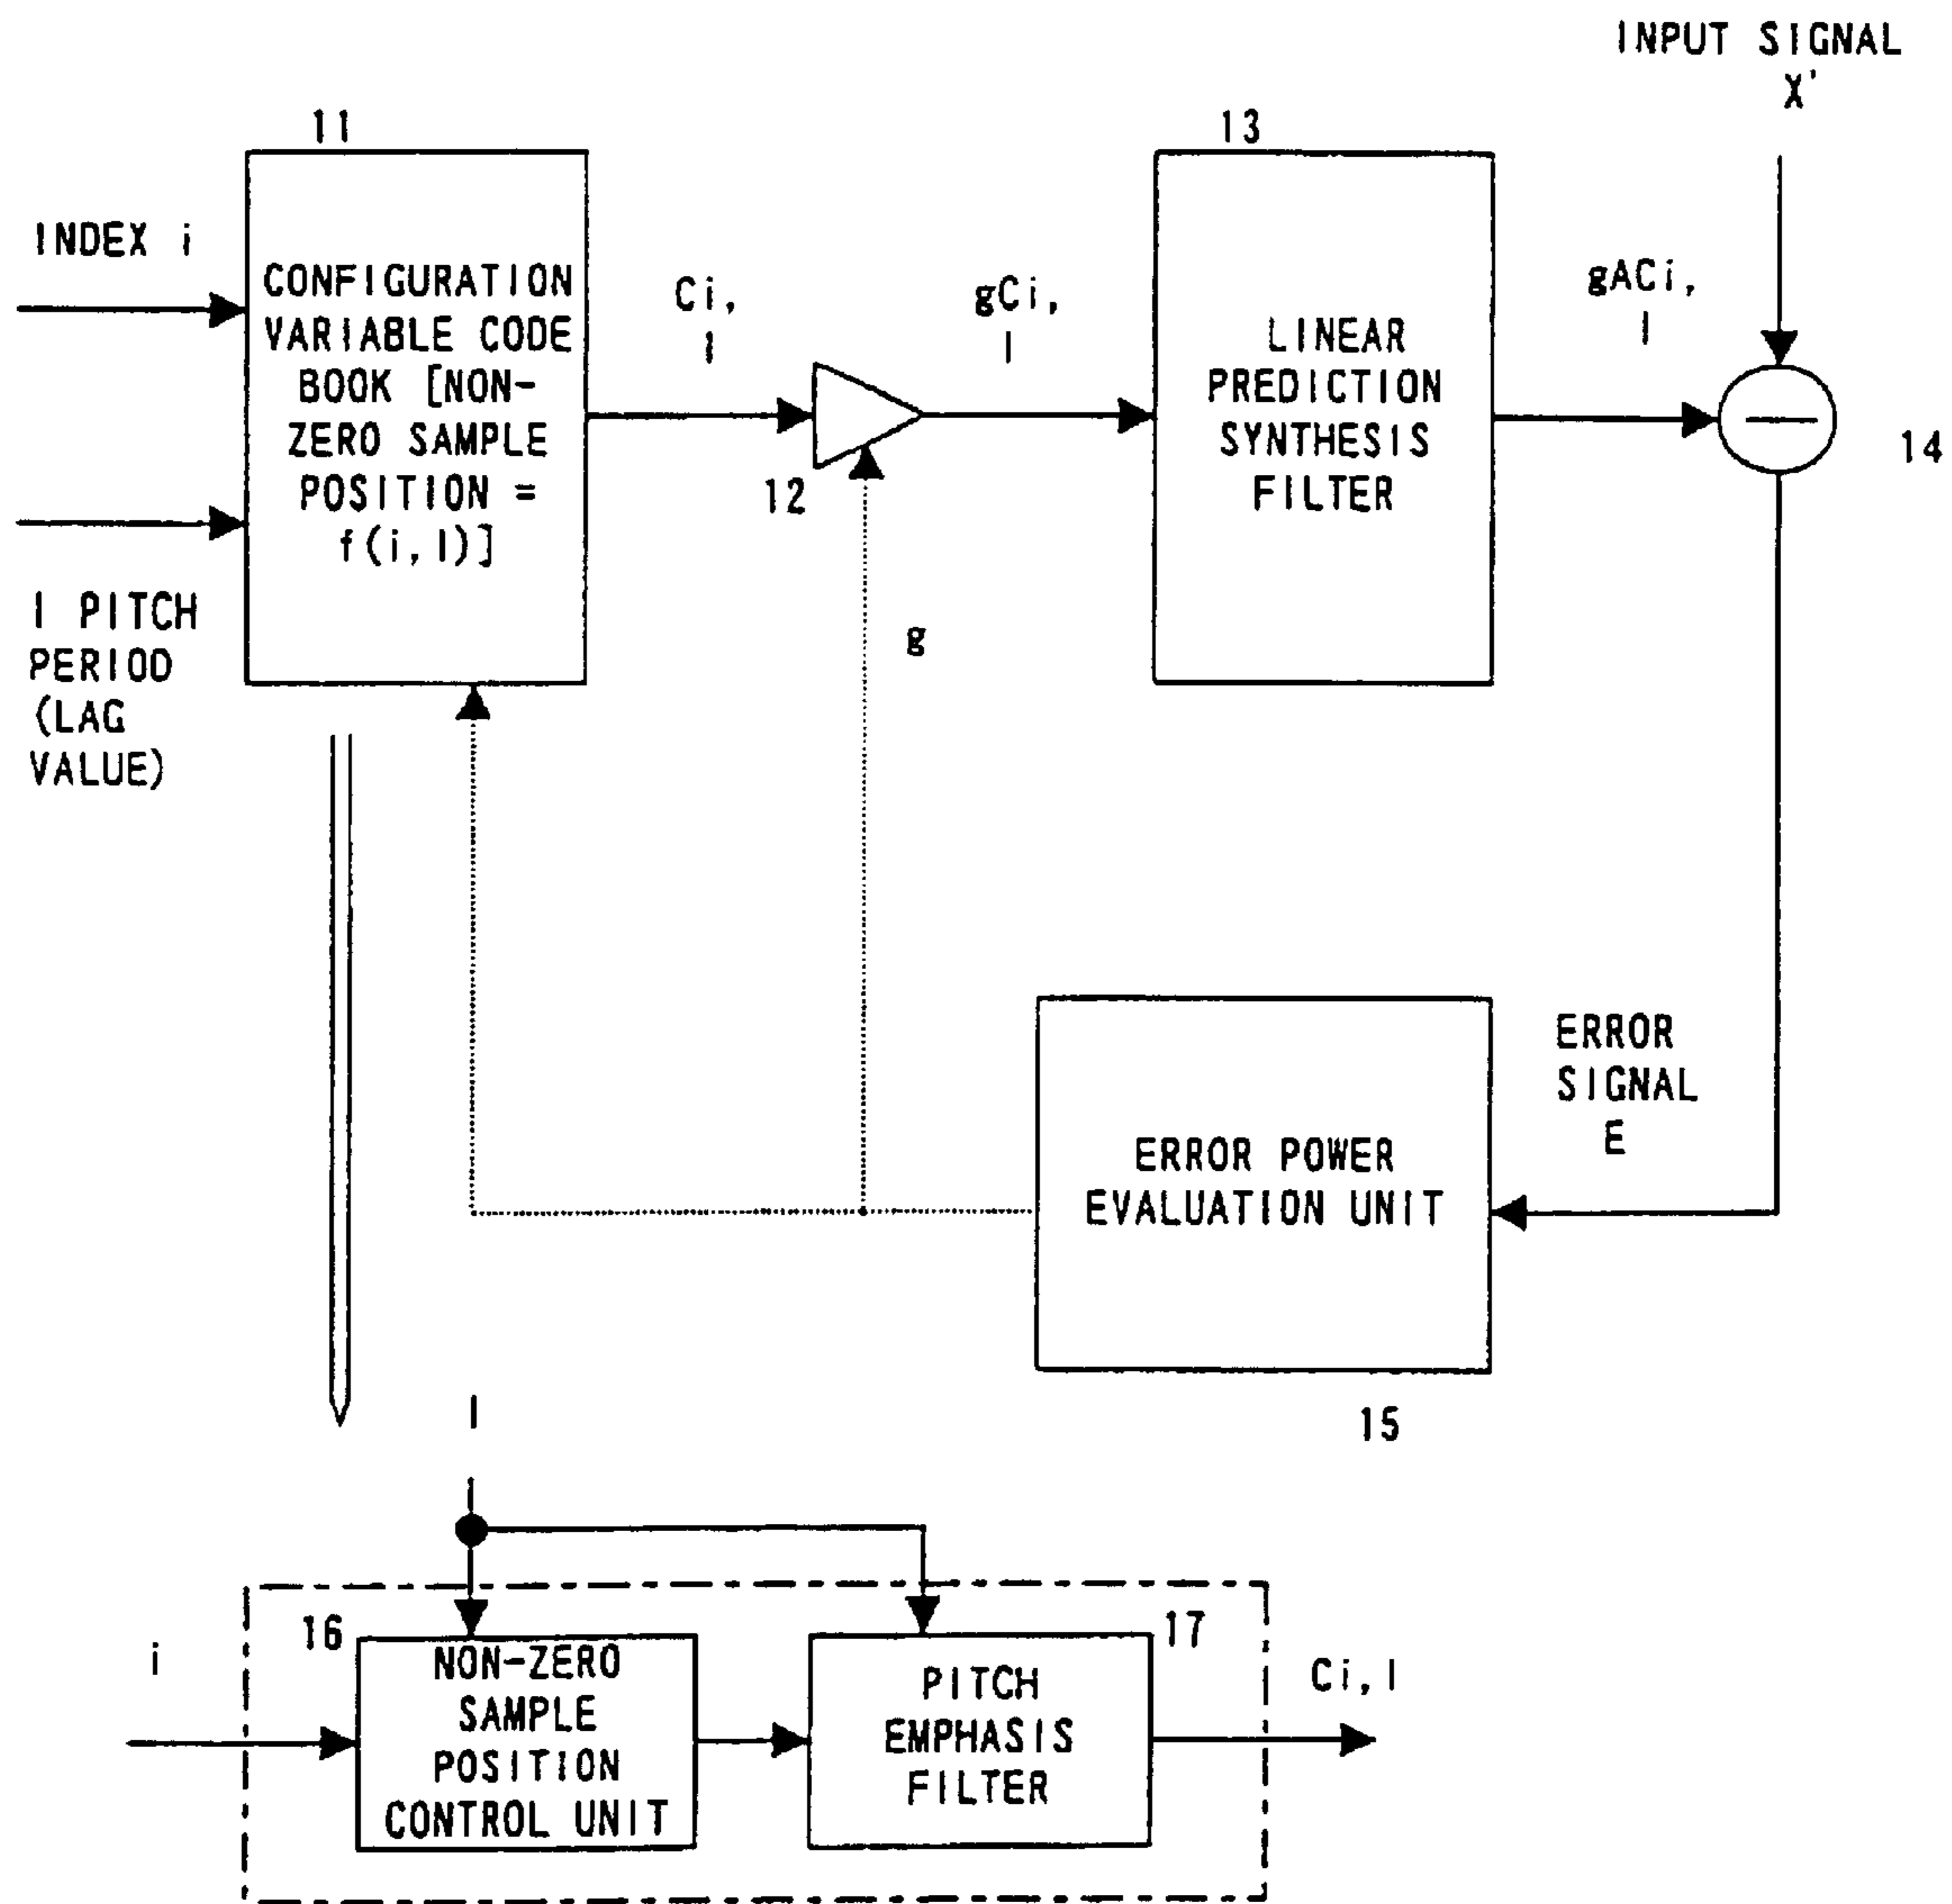 INPUT SIGNAL
X'
11
13
INDEX i
CONFIGURATION
VARIABLE CODE
BOOK [NON-
ZERO SAMPLE
POSITION =
f(i,l)]
l PITCH
PERIOD
(LAG
VALUE)
Ci,
l
gCi,
l
12
g
LINEAR
PREDICTION
SYNTHESIS
FILTER
gACi,
l
14
ERROR
SIGNAL
E
ERROR POWER
EVALUATION UNIT
15
l
i
16
NON-ZERO
SAMPLE
POSITION
CONTROL UNIT
17
PITCH
EMPHASIS
FILTER
Ci,l